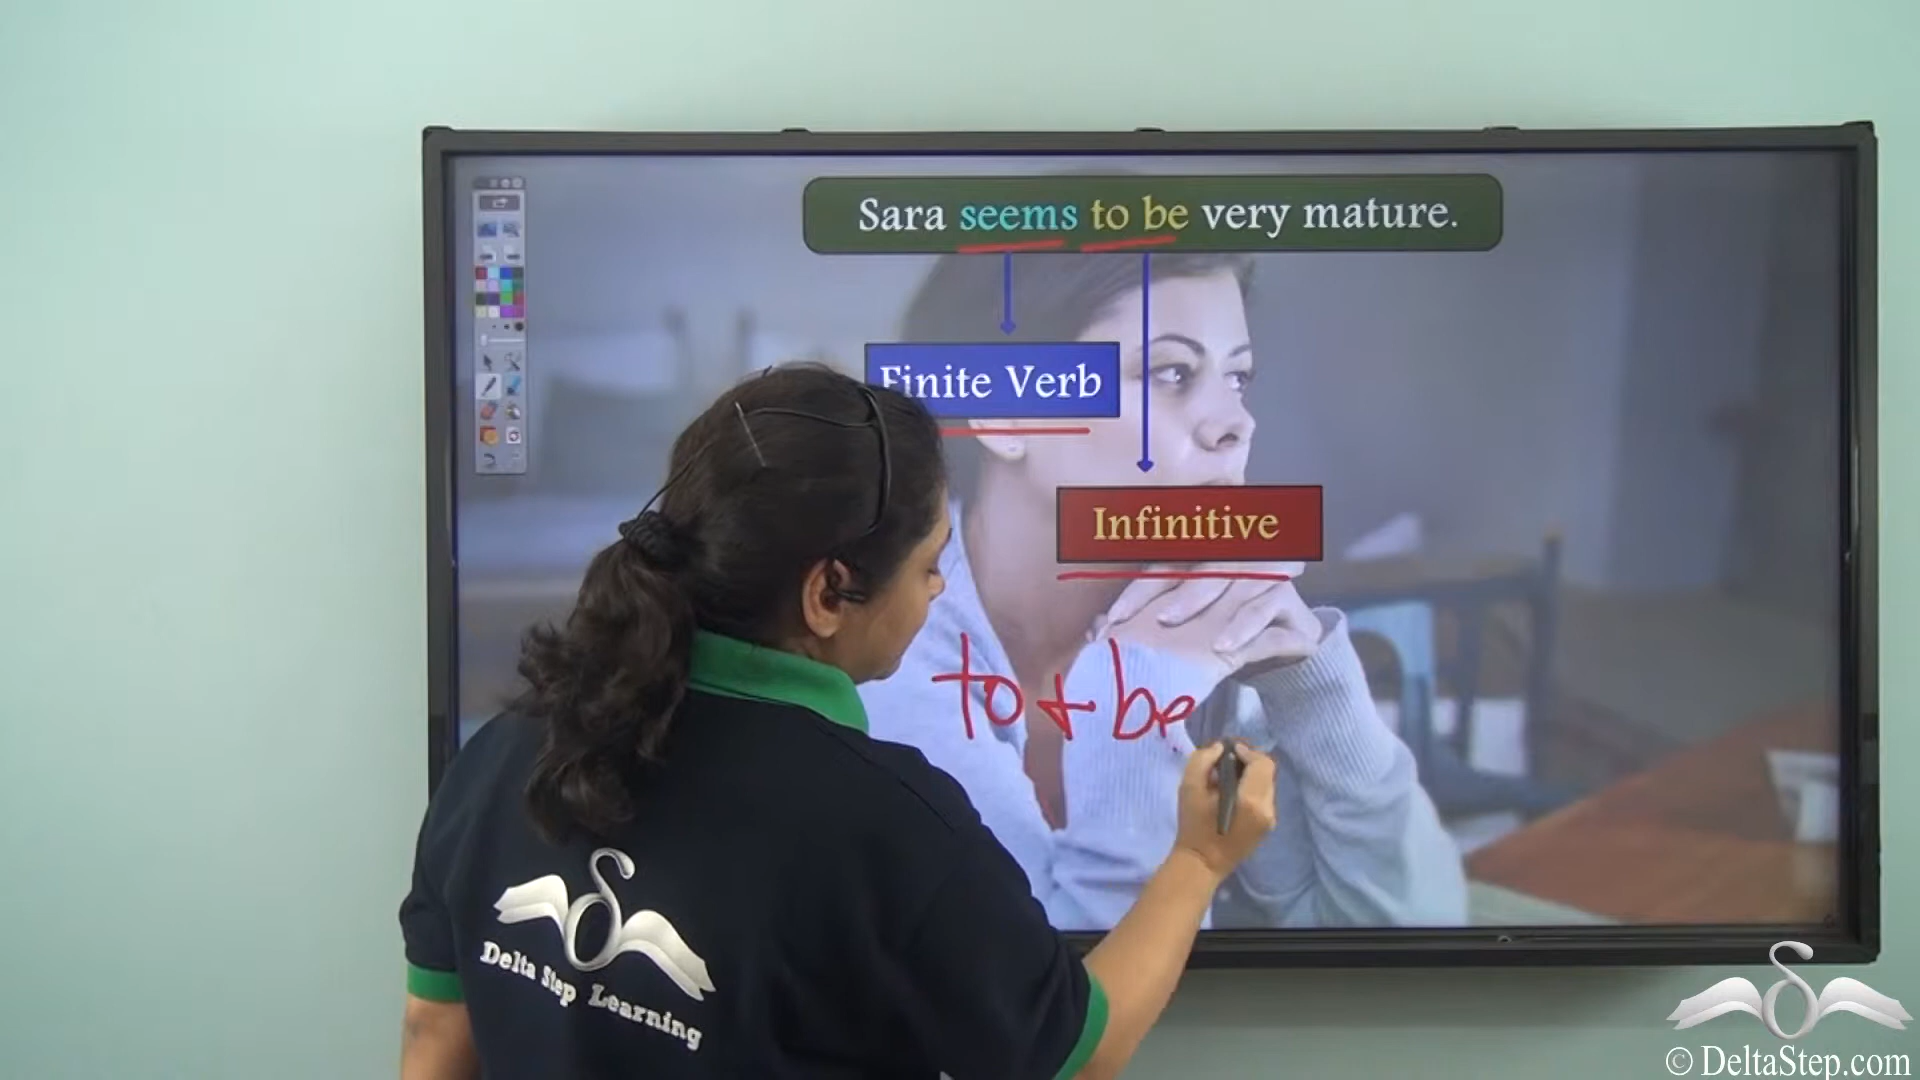 Sara seems to be very mature.
Finite Verb
Infinitive
to + be
Delta Step Learning
© DeltaStep.com